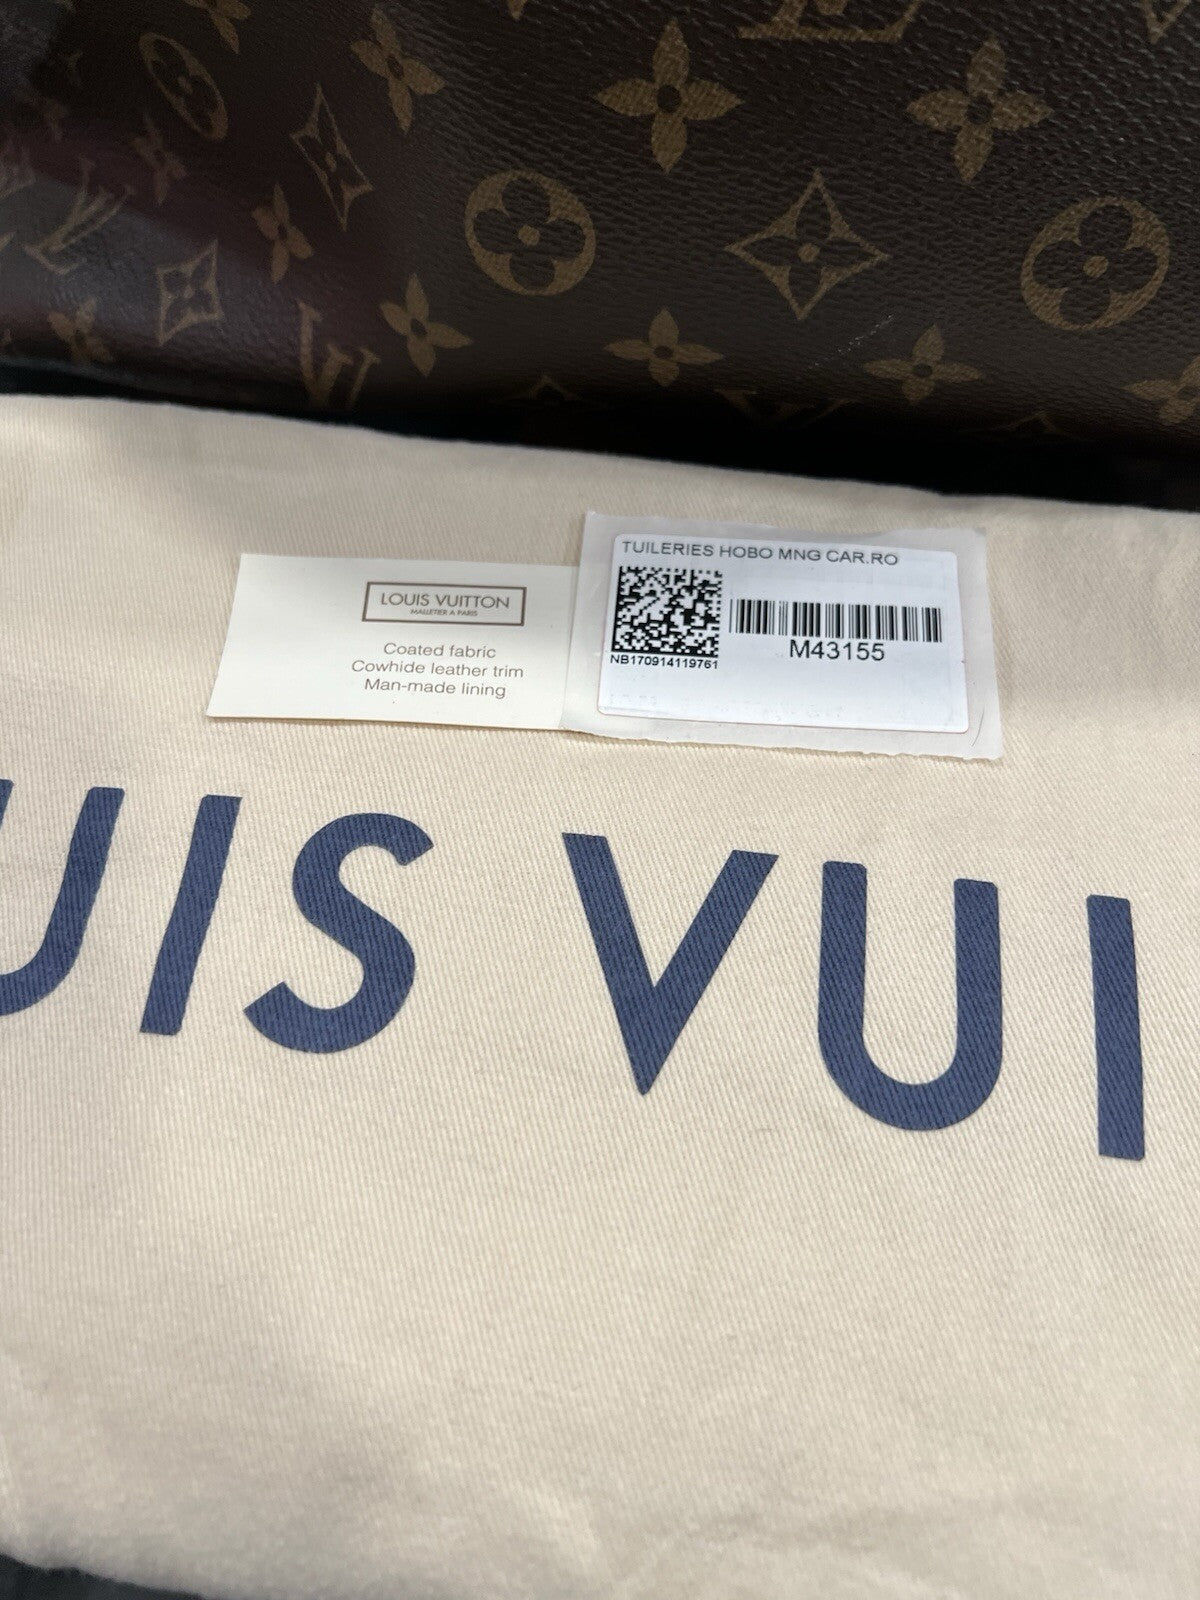 LOUIS VUITTON
MALLETIER A PARIS
Coated fabric
Cowhide leather trim
Man-made lining
TUILERIES HOBO MNG CAR.RO
NB170914119761
M43155
UIS VUI